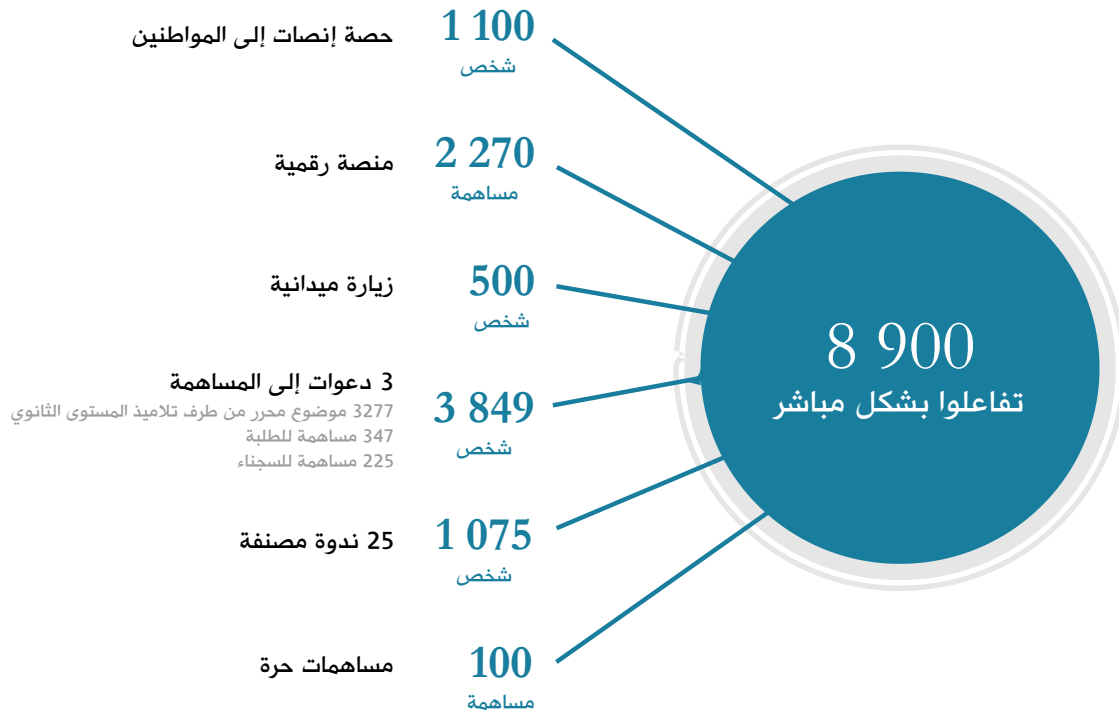 8 900
تفاعلوا بشكل مباشر
1 100
شخص
حصة إنصات إلى المواطنين
2 270
مساهمة
منصة رقمية
500
شخص
زيارة ميدانية
3 849
شخص
3 دعوات إلى المساهمة
3277 موضوع محرر من طرف تلاميذ المستوى الثانوي
347 مساهمة للطلبة
225 مساهمة للسجناء
1 075
شخص
25 ندوة مصنفة
100
مساهمة
مساهمات حرة